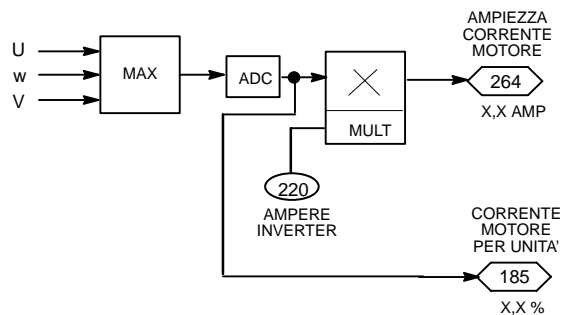 AMPIEZZA
CORRENTE
MOTORE
U
w
V
MAX
ADC
MULT
264
X,X AMP
220
AMPERE
INVERTER
CORRENTE
MOTORE
PER UNITA’
185
X,X %